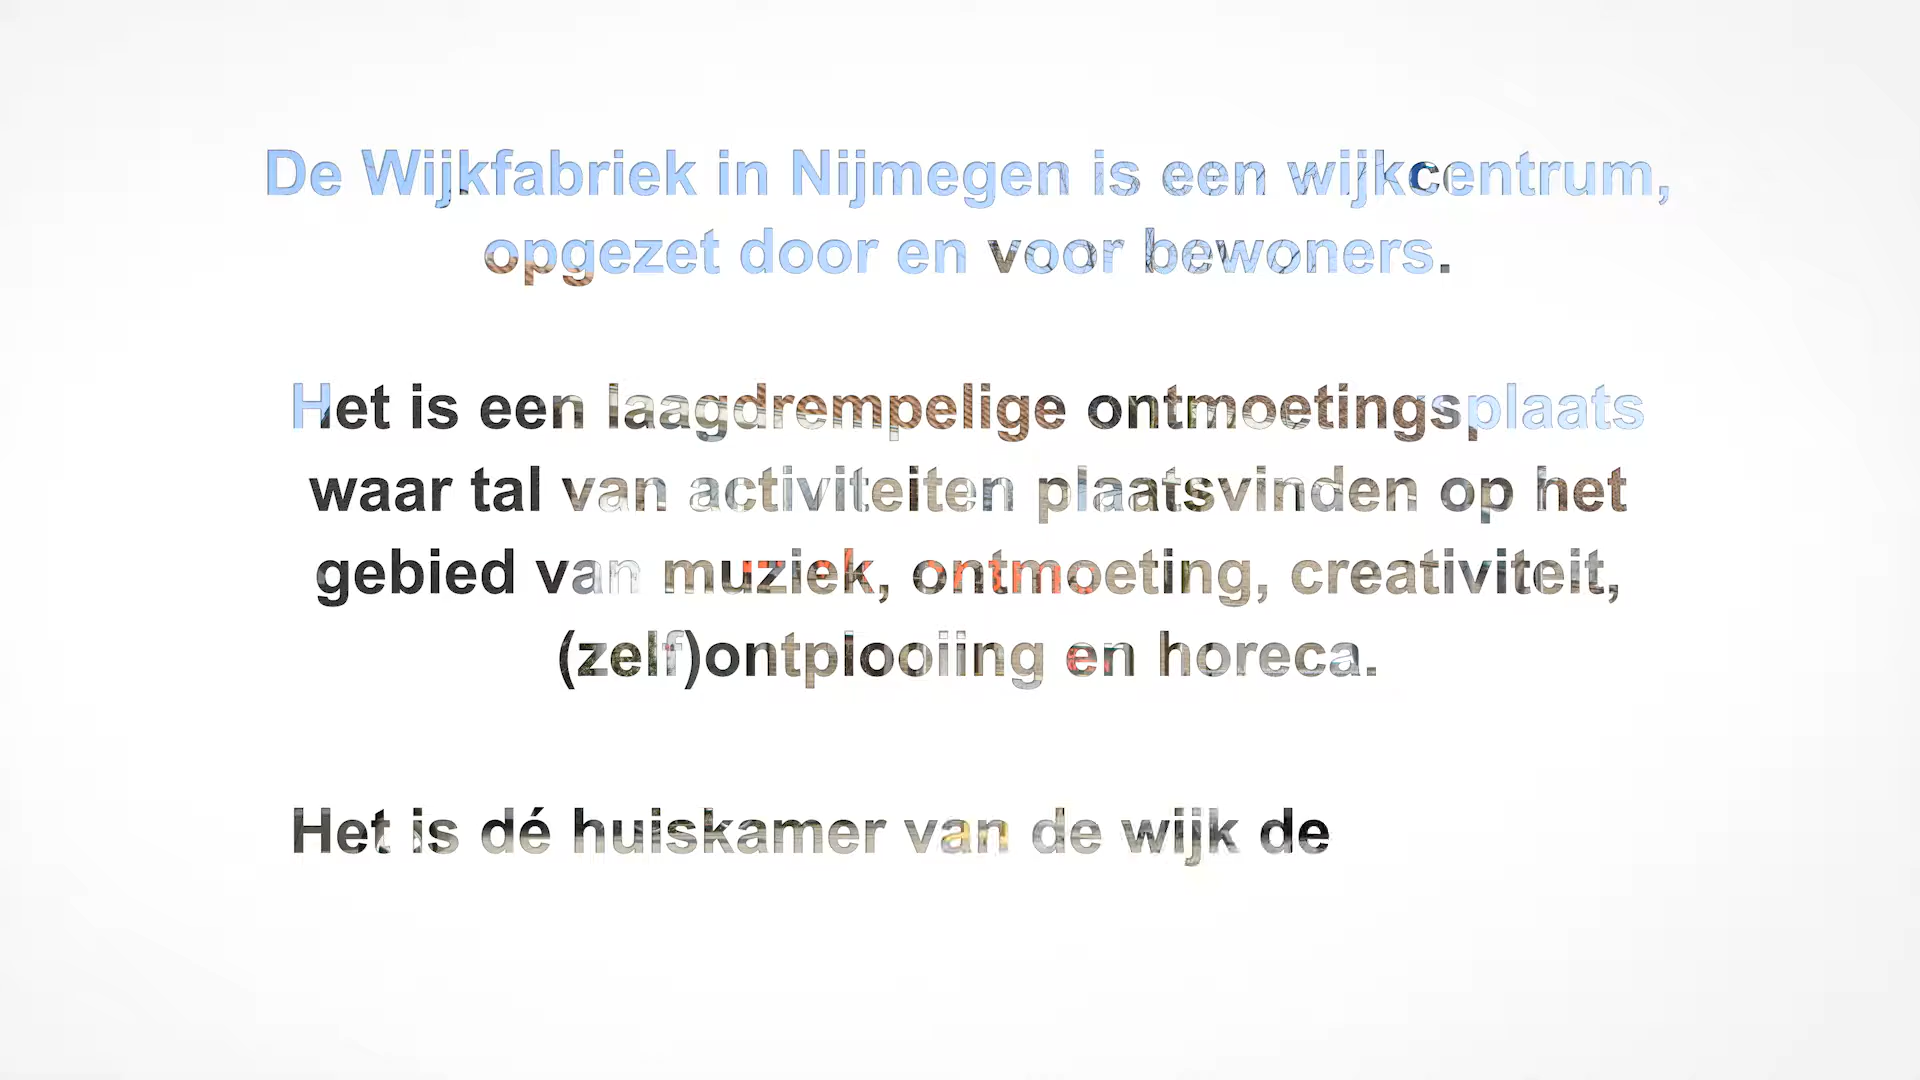 De Wijkfabriek in Nijmegen is een wijkcentrum,
opgezet door en voor bewoners.
Het is een laagdrempelige ontmoetingsplaats
waar tal van activiteiten plaatsvinden op het
gebied van muziek, ontmoeting, creativiteit,
(zelf)ontplooiing en horeca.
Het is dé huiskamer van de wijk de